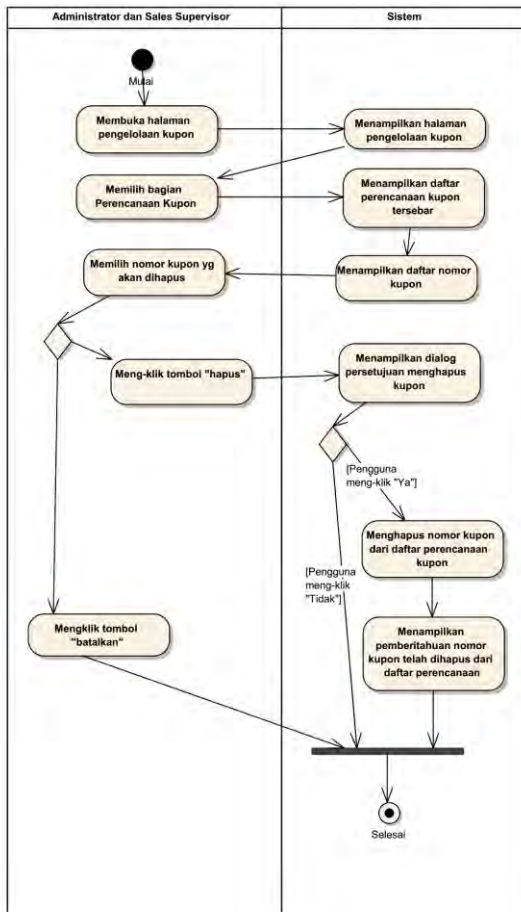 Administrator dan Sales Supervisor
Sistem
Mulai
Membuka halaman
pengelolaan kupon
Menampilkan halaman
pengelolaan kupon
Memilih bagian
Perencanaan Kupon
Menampilkan daftar
perencanaan kupon
tersebar
Memilih nomor kupon yg
akan dihapus
Menampilkan daftar nomor
kupon
Meng-klik tombol "hapus"
Menampilkan dialog
persetujuan menghapus
kupon
[Pengguna
meng-klik "Ya"]
Menghapus nomor kupon
dari daftar perencanaan
kupon
[Pengguna
meng-klik
"Tidak"]
Mengklik tombol
"batalkan"
Menampilkan
pemberitahuan nomor
kupon telah dihapus dari
daftar perencanaan
Selesai